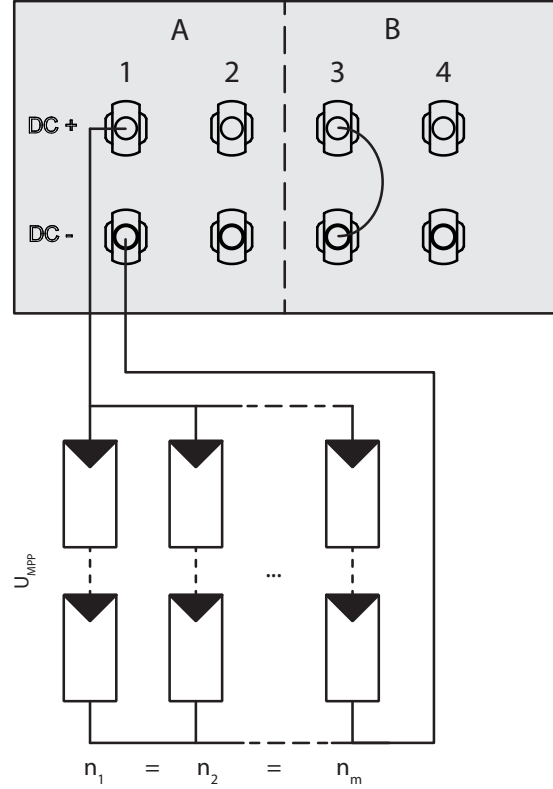 A B
1 2 3 4
DC +
DC -
U_MPP
...
n_1 = n_2 = n_m